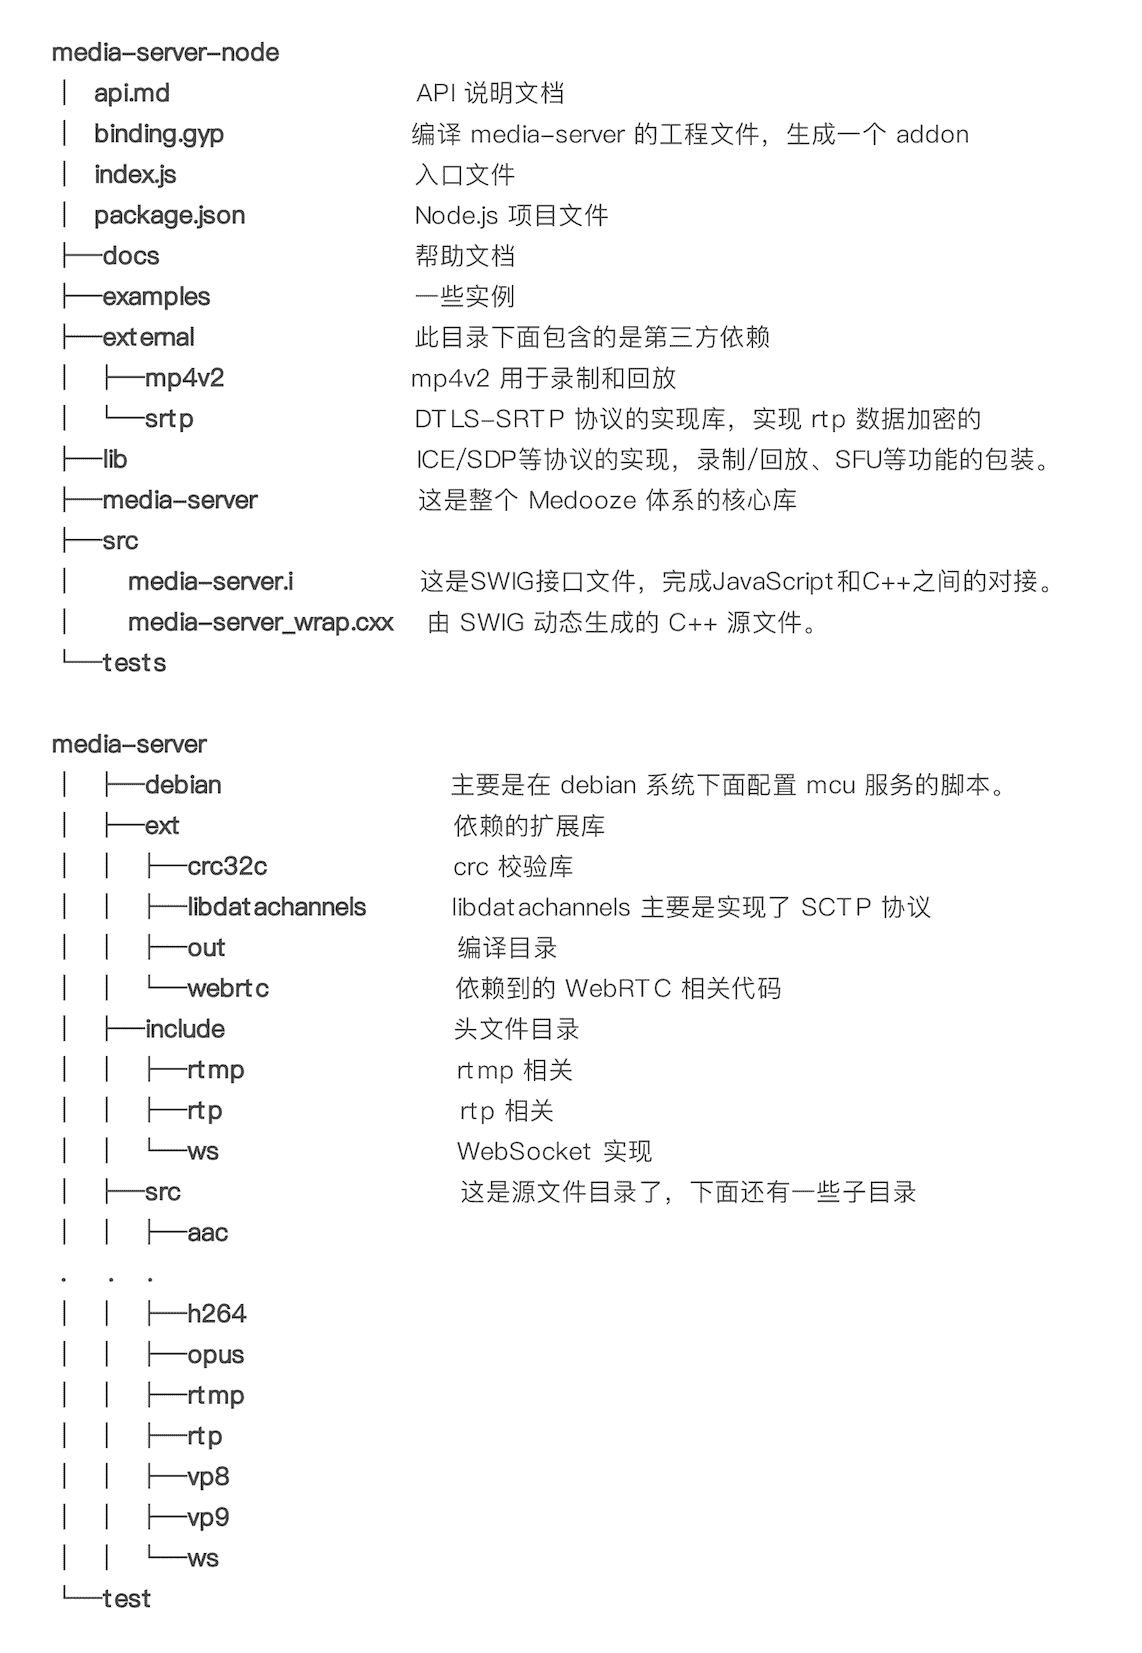 media-server-node
│ api.md API 说明文档
│ binding.gyp 编译 media-server 的工程文件，生成一个 addon
│ index.js 入口文件
│ package.json Node.js 项目文件
├──docs 帮助文档
├──examples 一些实例
├──external 此目录下面包含的是第三方依赖
│ ├──mp4v2 mp4v2 用于录制和回放
│ └──srtp DTLS-SRTP 协议的实现库，实现 rtp 数据加密的
├──lib ICE/SDP等协议的实现，录制/回放、SFU等功能的包装。
├──media-server 这是整个 Medooze 体系的核心库
├──src
│ media-server.i 这是SWIG接口文件，完成JavaScript和C++之间的对接。
│ media-server_wrap.cxx 由 SWIG 动态生成的 C++ 源文件。
└──tests
media-server
│ ├──debian 主要是在 debian 系统下面配置 mcu 服务的脚本。
│ ├──ext 依赖的扩展库
│ │ ├──crc32c crc 校验库
│ │ ├──libdatachannels libdatachannels 主要是实现了 SCTP 协议
│ │ ├──out 编译目录
│ │ └──webrtc 依赖到的 WebRTC 相关代码
│ ├──include 头文件目录
│ │ ├──rtmp rtmp 相关
│ │ ├──rtp rtp 相关
│ │ └──ws WebSocket 实现
│ ├──src 这是源文件目录了，下面还有一些子目录
│ │ ├──aac
. . .
│ │ ├──h264
│ │ ├──opus
│ │ ├──rtmp
│ │ ├──rtp
│ │ ├──vp8
│ │ ├──vp9
│ │ └──ws
└──test